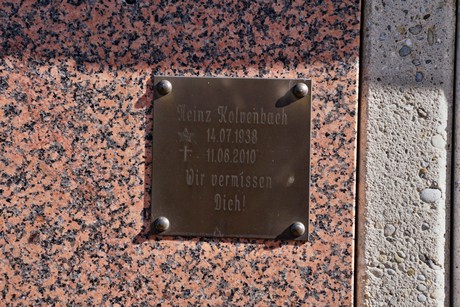 Heinz Kolvenbach
14.07.1938
11.08.2010
Wir vermissen
Dich!